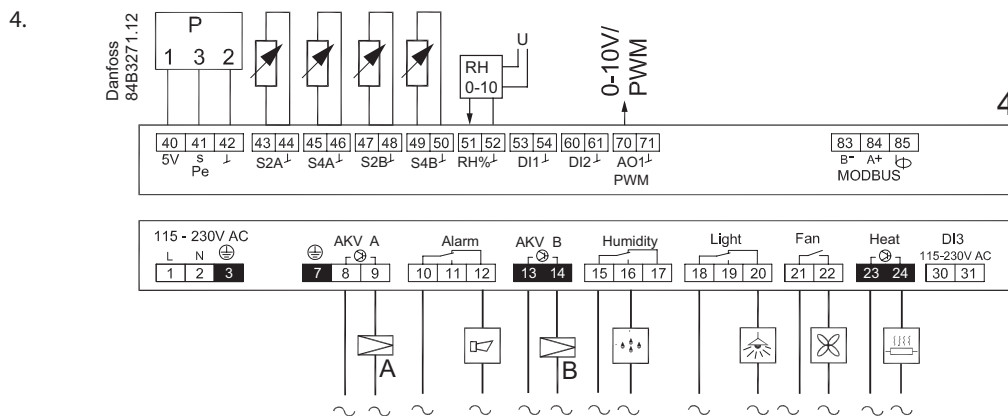 4.
Danfoss
84B3271.12
P
1 3 2
U
RH
0-10
0-10V/
PWM
4
40 41 42 43 44 45 46 47 48 49 50 51 52 53 54 60 61 70 71 83 84 85
5V s S2A S4A S2B S4B RH% DI1 DI2 AO1 B- A+
Pe PWM MODBUS
115 - 230V AC AKV A Alarm AKV B Humidity Light Fan Heat DI3
L N 115-230V AC
1 2 3 7 8 9 10 11 12 13 14 15 16 17 18 19 20 21 22 23 24 30 31
A B